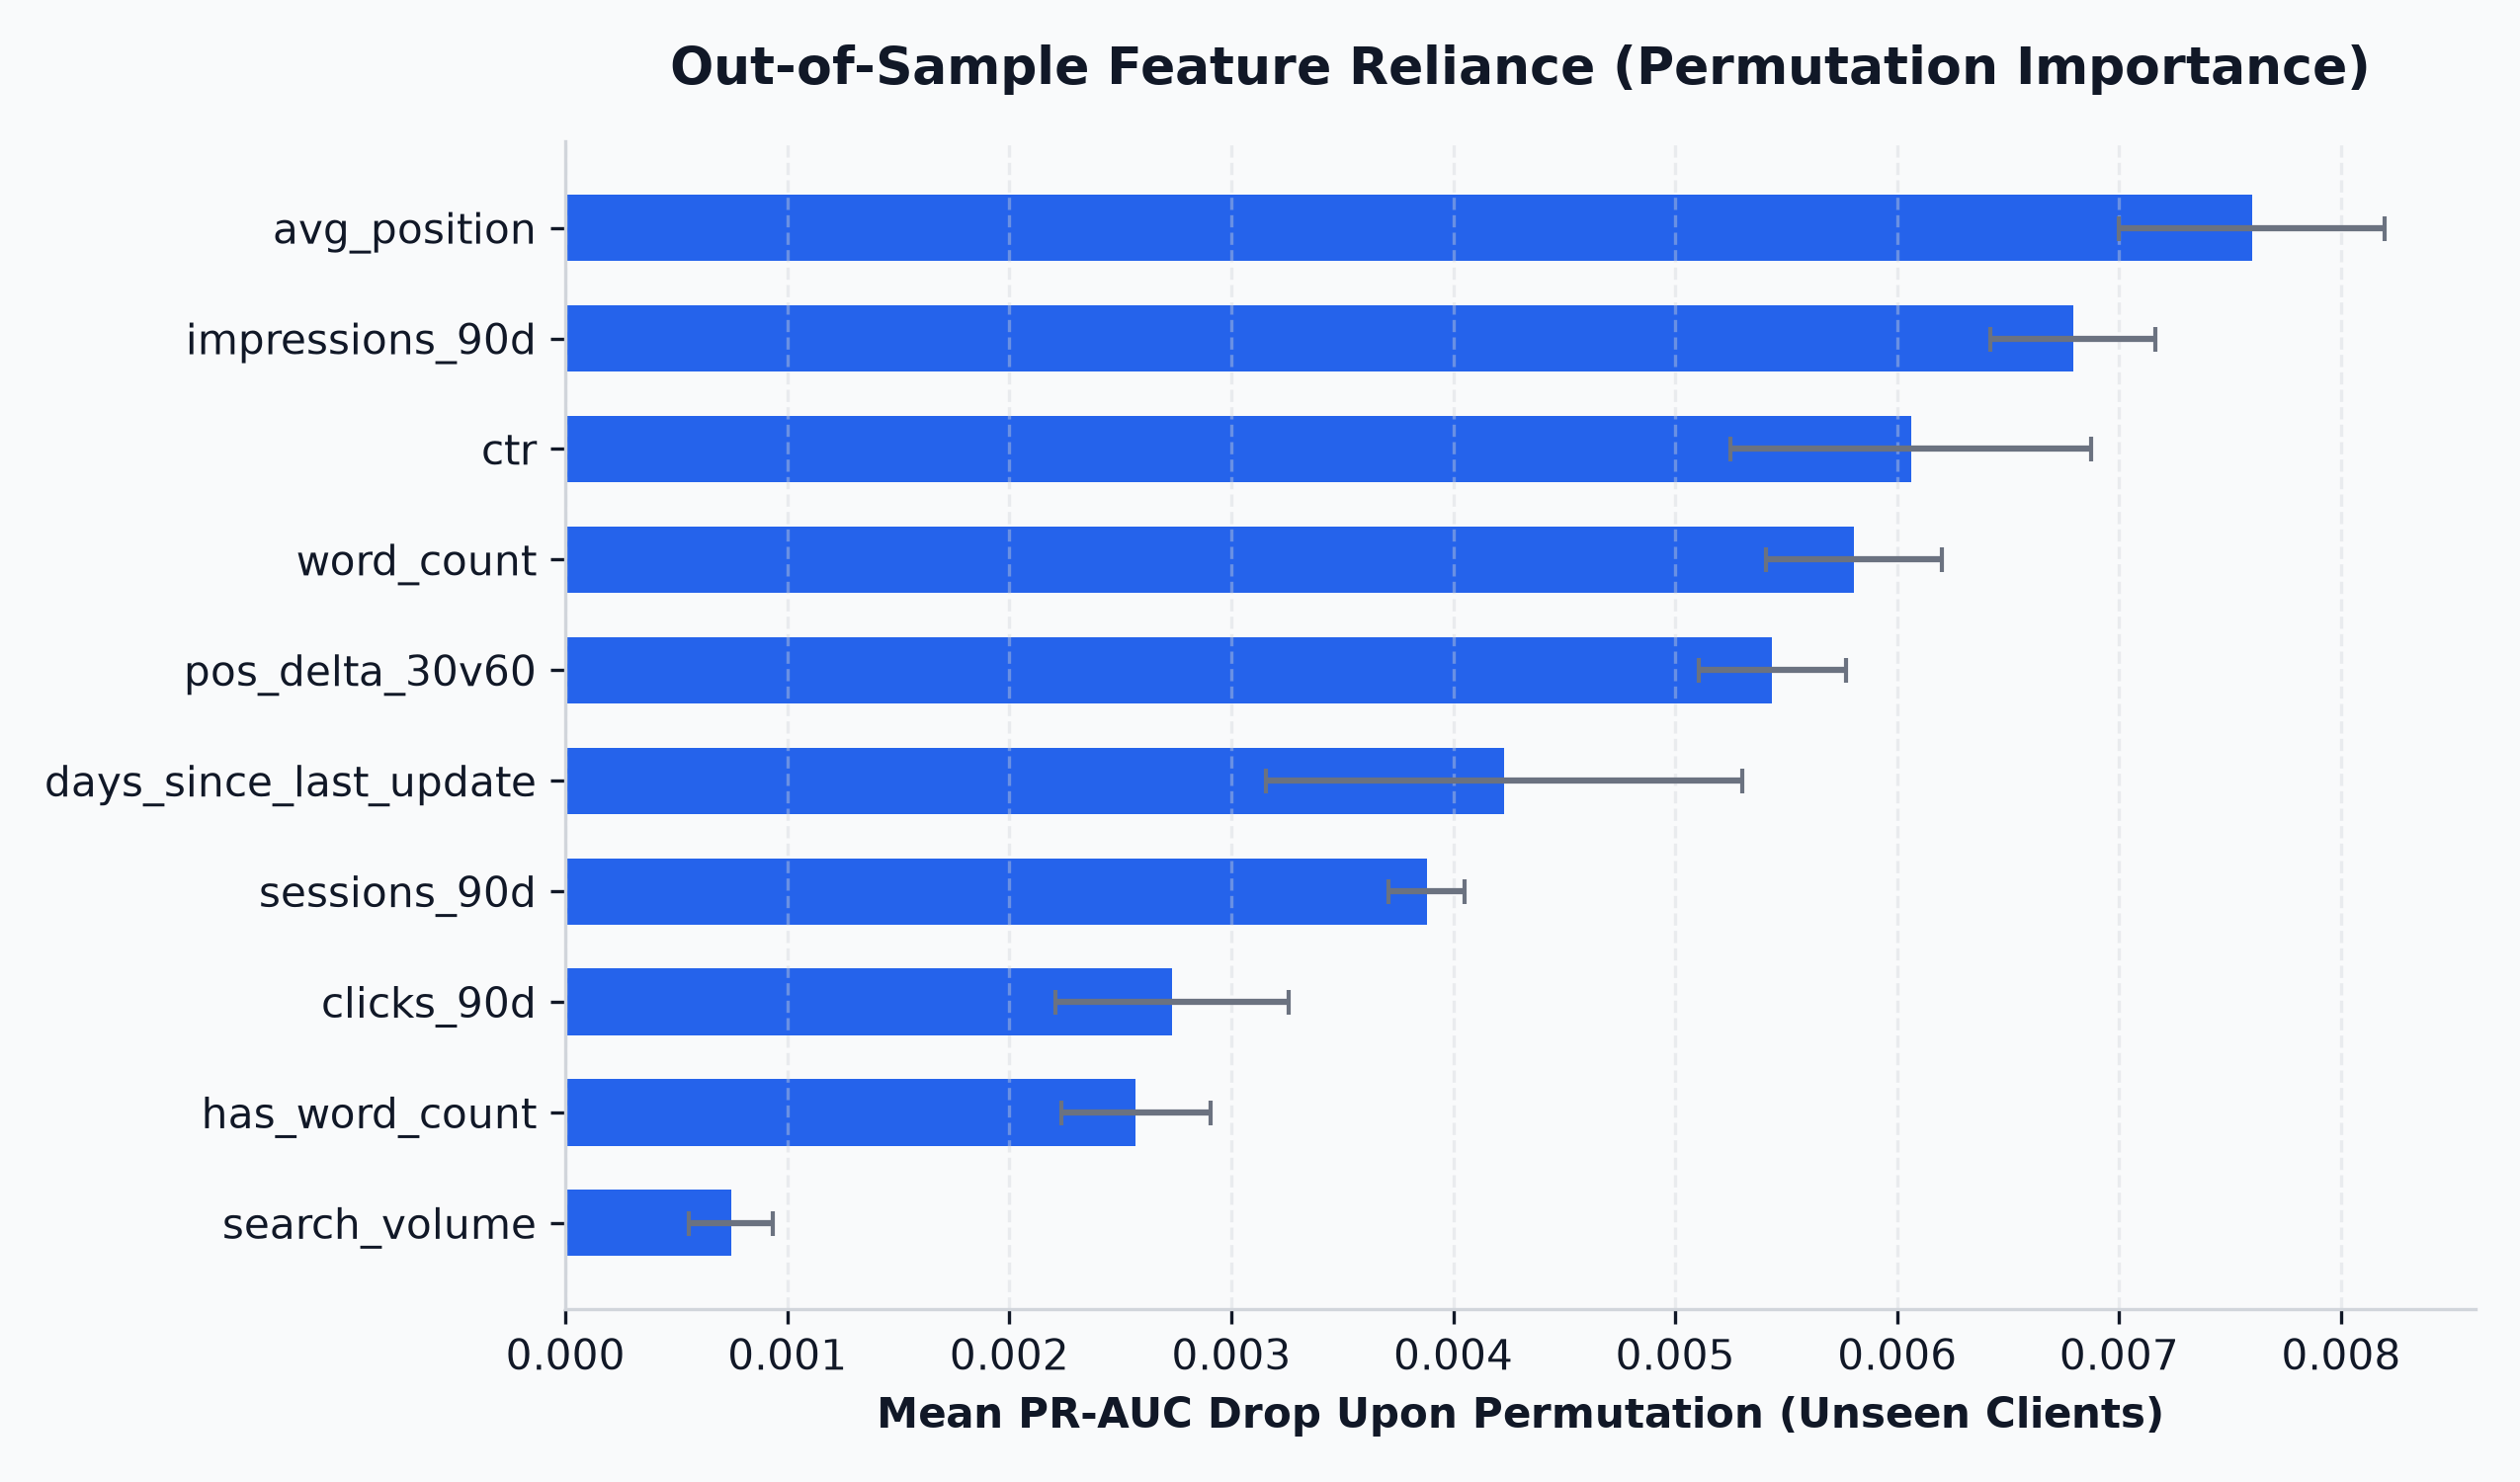 Out-of-Sample Feature Reliance (Permutation Importance)
avg_position
impressions_90d
ctr
word_count
pos_delta_30v60
days_since_last_update
sessions_90d
clicks_90d
has_word_count
search_volume
0.000 0.001 0.002 0.003 0.004 0.005 0.006 0.007 0.008
Mean PR-AUC Drop Upon Permutation (Unseen Clients)